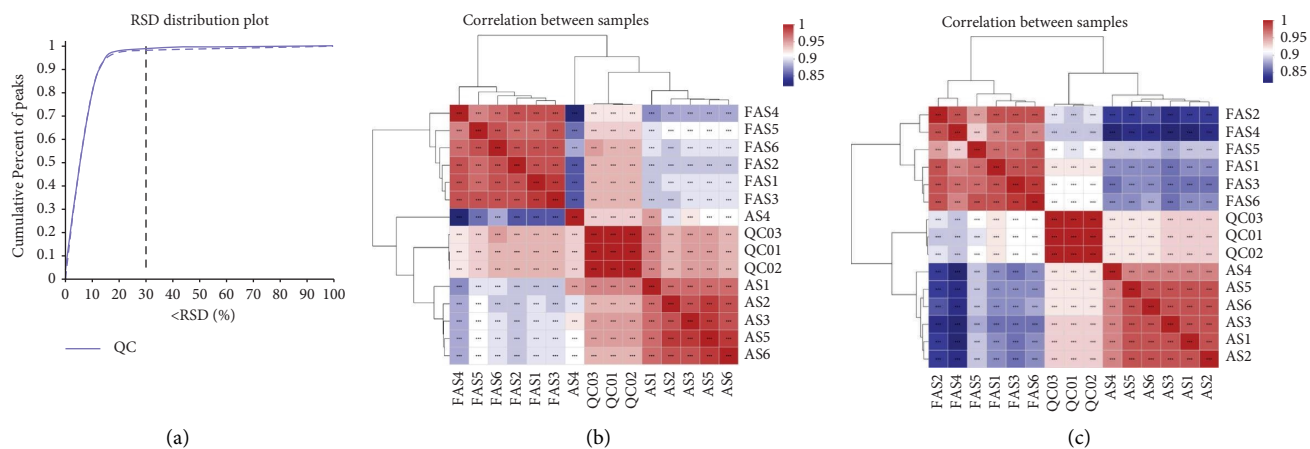 RSD distribution plot
Cumulative Percent of peaks
1
0.9
0.8
0.7
0.6
0.5
0.4
0.3
0.2
0.1
0
0 10 20 30 40 50 60 70 80 90 100
<RSD (%)
QC
(a)
Correlation between samples
1
0.95
0.9
0.85
FAS4
FAS5
FAS6
FAS2
FAS1
FAS3
AS4
QC03
QC01
QC02
AS1
AS2
AS3
AS5
AS6
FAS4 FAS5 FAS6 FAS2 FAS1 FAS3 AS4 QC03 QC01 QC02 AS1 AS2 AS3 AS5 AS6
(b)
Correlation between samples
1
0.95
0.9
0.85
FAS2
FAS4
FAS5
FAS1
FAS3
FAS6
QC03
QC01
QC02
AS4
AS5
AS6
AS3
AS1
AS2
FAS2 FAS4 FAS5 FAS1 FAS3 FAS6 QC03 QC01 QC02 AS4 AS5 AS6 AS3 AS1 AS2
(c)